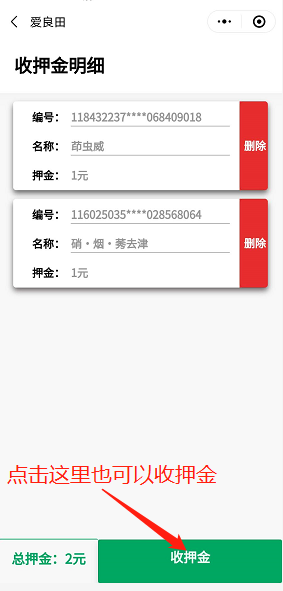 爱良田
收押金明细
编号： 118432237****068409018
名称： 茚虫威
押金： 1元
删除
编号： 116025035****028568064
名称： 硝·烟·莠去津
押金： 1元
删除
点击这里也可以收押金
总押金：2元
收押金